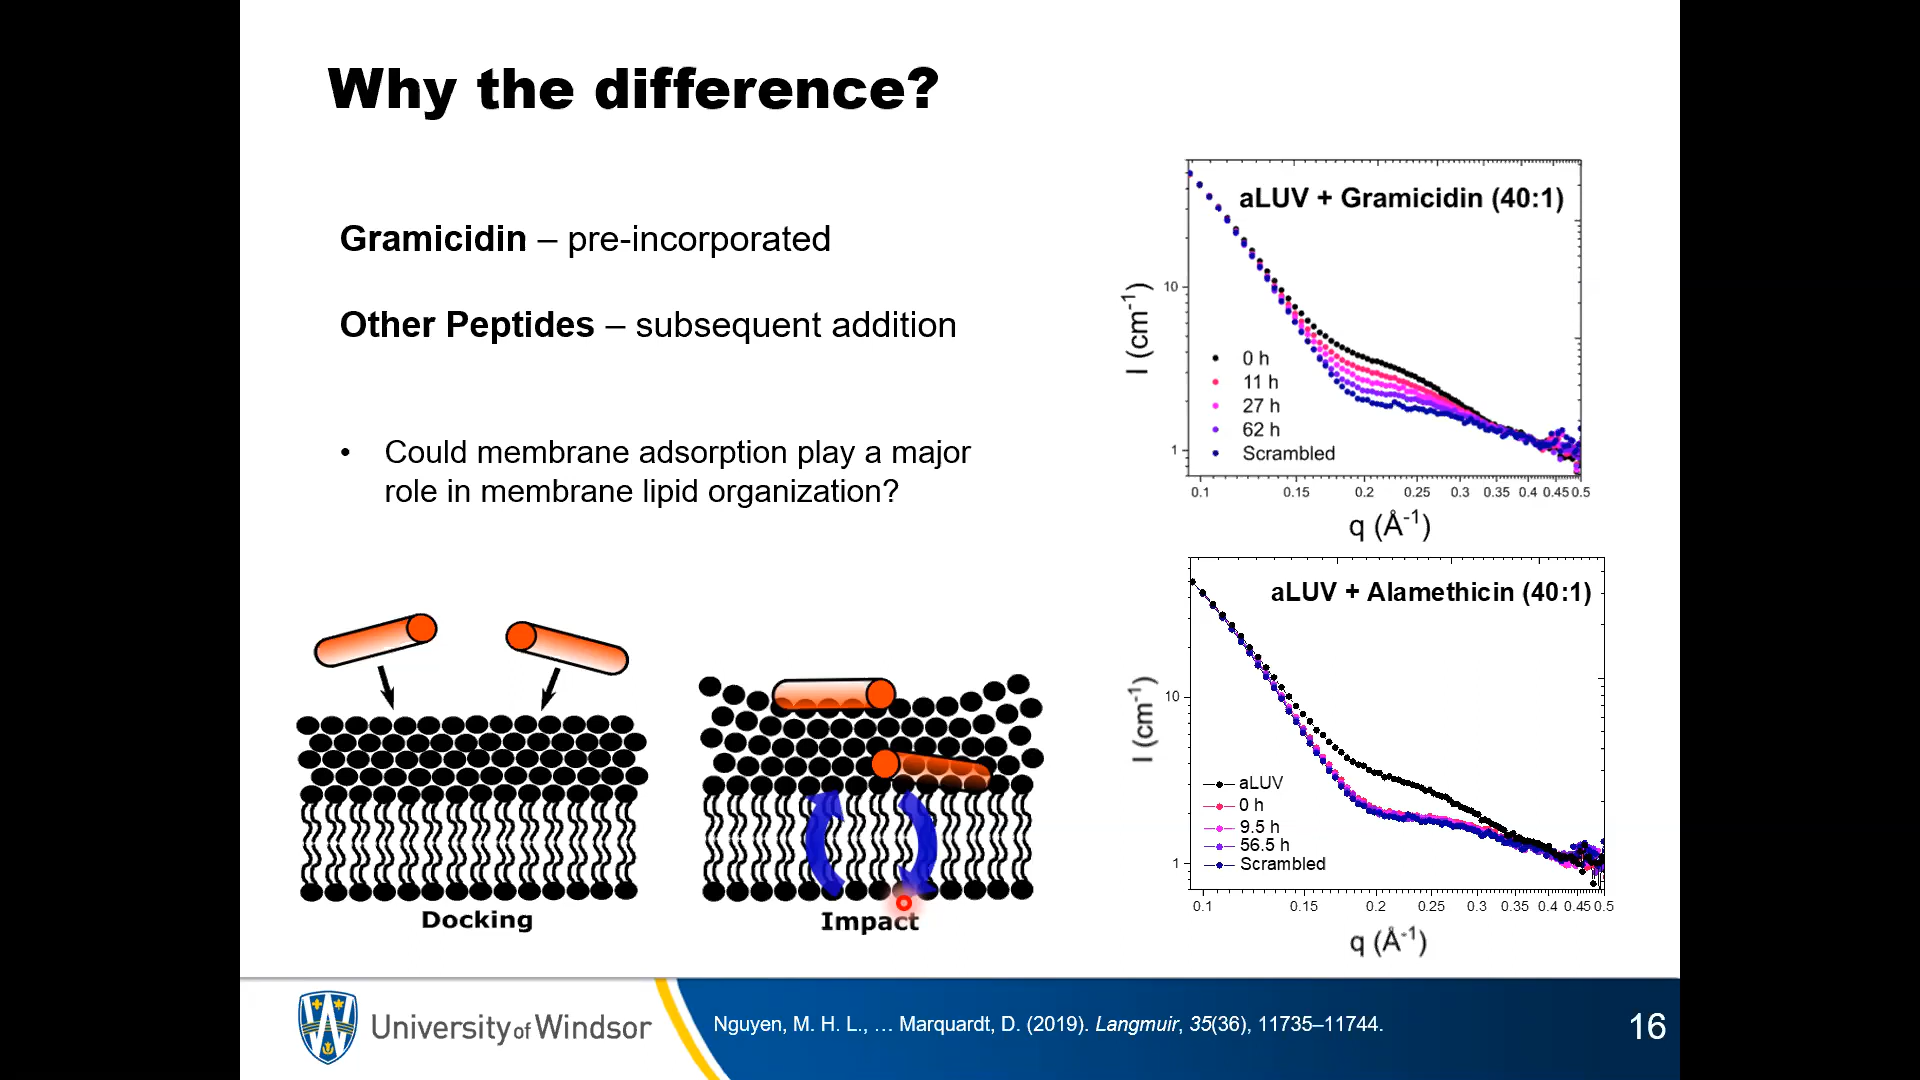 Why the difference?
Gramicidin – pre-incorporated
Other Peptides – subsequent addition
• Could membrane adsorption play a major
role in membrane lipid organization?
Docking
Impact
aLUV + Gramicidin (40:1)
I (cm-1)
10
1
0 h
11 h
27 h
62 h
Scrambled
0.1 0.15 0.2 0.25 0.3 0.35 0.4 0.45 0.5
q (Å-1)
aLUV + Alamethicin (40:1)
I (cm-1)
10
1
aLUV
0 h
9.5 h
56.5 h
Scrambled
0.1 0.15 0.2 0.25 0.3 0.35 0.4 0.45 0.5
q (Å-1)
University of Windsor
Nguyen, M. H. L., … Marquardt, D. (2019). Langmuir, 35(36), 11735–11744.
16